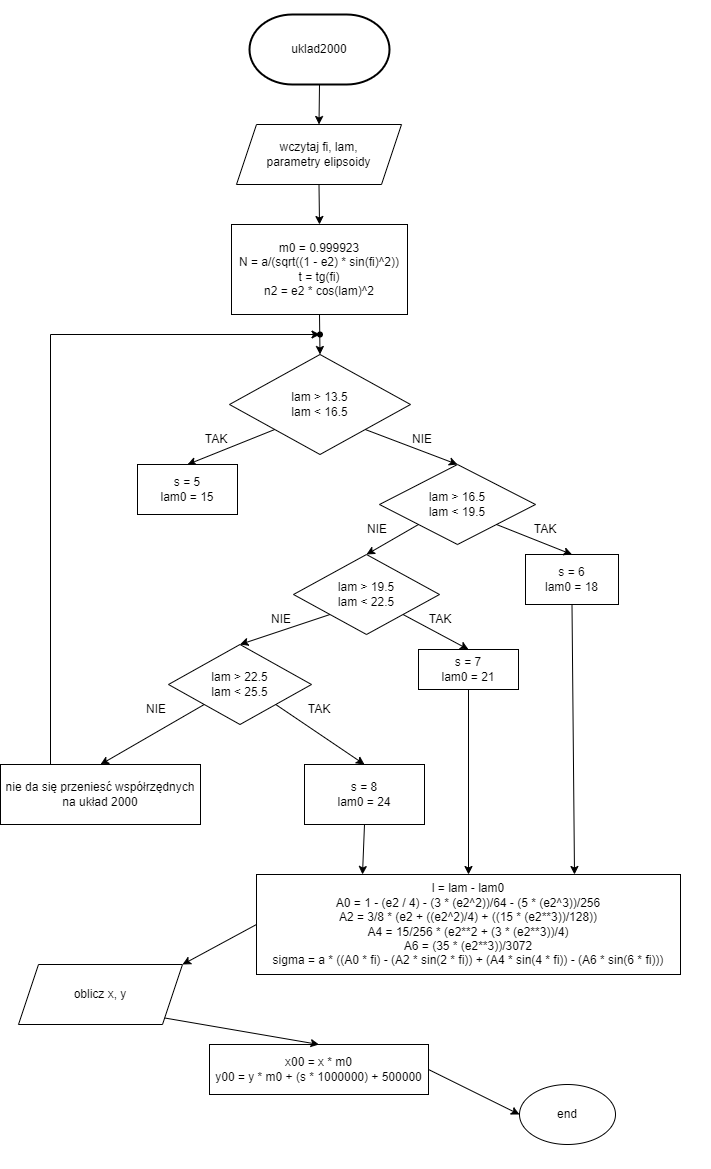 uklad2000
wczytaj fi, lam,
parametry elipsoidy
m0 = 0.999923
N = a/(sqrt((1 - e2) * sin(fi)^2))
t = tg(fi)
n2 = e2 * cos(lam)^2
lam > 13.5
lam < 16.5
TAK
NIE
s = 5
lam0 = 15
lam > 16.5
lam < 19.5
NIE
TAK
s = 6
lam0 = 18
lam > 19.5
lam < 22.5
NIE
TAK
s = 7
lam0 = 21
lam > 22.5
lam < 25.5
NIE
TAK
nie da się przenieść współrzędnych
na układ 2000
s = 8
lam0 = 24
l = lam - lam0
A0 = 1 - (e2 / 4) - (3 * (e2^2))/64 - (5 * (e2^3))/256
A2 = 3/8 * (e2 + ((e2^2)/4) + ((15 * (e2**3))/128))
A4 = 15/256 * (e2**2 + (3 * (e2**3))/4)
A6 = (35 * (e2**3))/3072
sigma = a * ((A0 * fi) - (A2 * sin(2 * fi)) + (A4 * sin(4 * fi)) - (A6 * sin(6 * fi)))
oblicz x, y
x00 = x * m0
y00 = y * m0 + (s * 1000000) + 500000
end